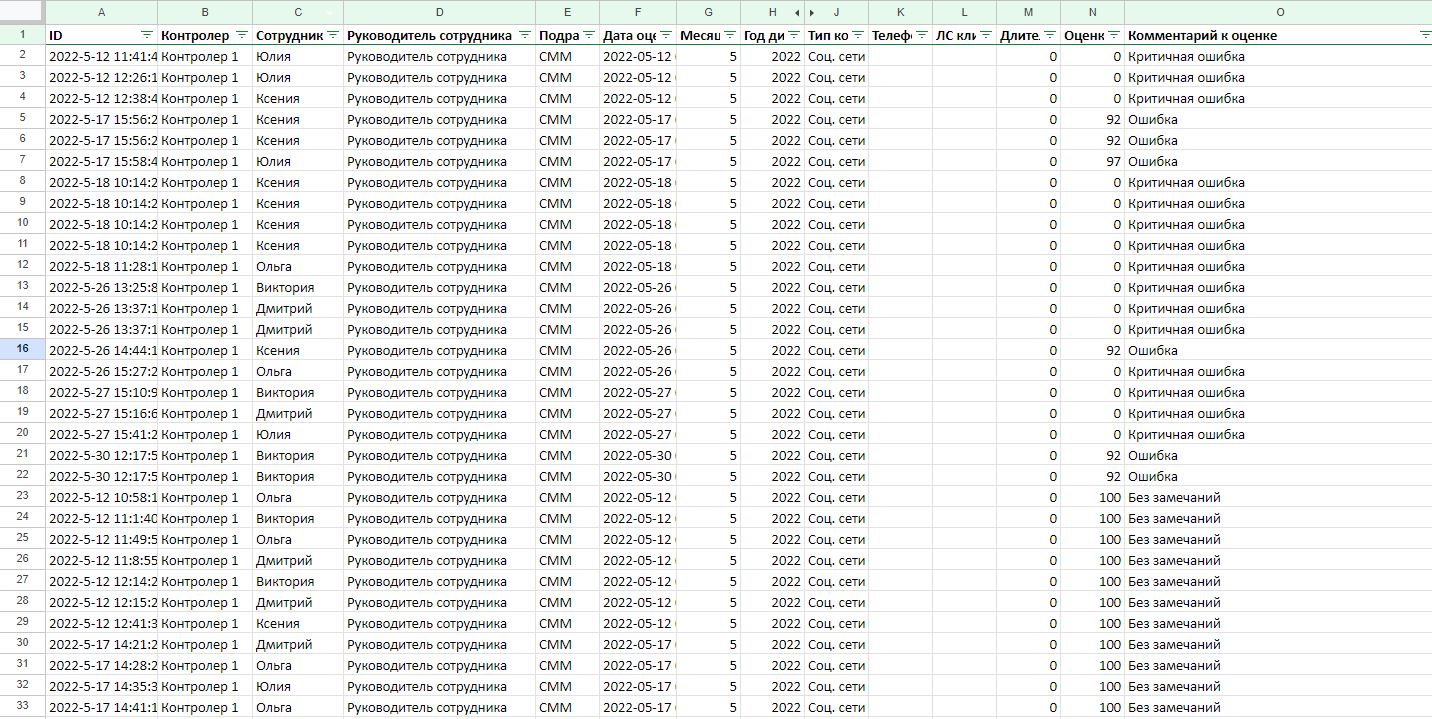 A B C D E F G H J K L M N O
1 ID Контролер Сотрудник Руководитель сотрудника Подра Дата оце Месяц Год ди Тип ко Телеф ЛС кли Длите. Оценк Комментарий к оценке
2 2022-5-12 11:41:4 Контролер 1 Юлия Руководитель сотрудника СММ 2022-05-12 5 2022 Соц. сети 0 0 Критичная ошибка
3 2022-5-12 12:26:1 Контролер 1 Юлия Руководитель сотрудника СММ 2022-05-12 5 2022 Соц. сети 0 0 Критичная ошибка
4 2022-5-12 12:38:4 Контролер 1 Ксения Руководитель сотрудника СММ 2022-05-12 5 2022 Соц. сети 0 0 Критичная ошибка
5 2022-5-17 15:56:2 Контролер 1 Ксения Руководитель сотрудника СММ 2022-05-17 5 2022 Соц. сети 0 92 Ошибка
6 2022-5-17 15:56:2 Контролер 1 Ксения Руководитель сотрудника СММ 2022-05-17 5 2022 Соц. сети 0 92 Ошибка
7 2022-5-17 15:58:4 Контролер 1 Юлия Руководитель сотрудника СММ 2022-05-17 5 2022 Соц. сети 0 97 Ошибка
8 2022-5-18 10:14:2 Контролер 1 Ксения Руководитель сотрудника СММ 2022-05-18 5 2022 Соц. сети 0 0 Критичная ошибка
9 2022-5-18 10:14:2 Контролер 1 Ксения Руководитель сотрудника СММ 2022-05-18 5 2022 Соц. сети 0 0 Критичная ошибка
10 2022-5-18 10:14:2 Контролер 1 Ксения Руководитель сотрудника СММ 2022-05-18 5 2022 Соц. сети 0 0 Критичная ошибка
11 2022-5-18 10:14:2 Контролер 1 Ксения Руководитель сотрудника СММ 2022-05-18 5 2022 Соц. сети 0 0 Критичная ошибка
12 2022-5-18 11:28:1 Контролер 1 Ольга Руководитель сотрудника СММ 2022-05-18 5 2022 Соц. сети 0 0 Критичная ошибка
13 2022-5-26 13:25:8 Контролер 1 Виктория Руководитель сотрудника СММ 2022-05-26 5 2022 Соц. сети 0 0 Критичная ошибка
14 2022-5-26 13:37:1 Контролер 1 Дмитрий Руководитель сотрудника СММ 2022-05-26 5 2022 Соц. сети 0 0 Критичная ошибка
15 2022-5-26 13:37:1 Контролер 1 Дмитрий Руководитель сотрудника СММ 2022-05-26 5 2022 Соц. сети 0 0 Критичная ошибка
16 2022-5-26 14:44:1 Контролер 1 Ксения Руководитель сотрудника СММ 2022-05-26 5 2022 Соц. сети 0 92 Ошибка
17 2022-5-26 15:27:2 Контролер 1 Ольга Руководитель сотрудника СММ 2022-05-26 5 2022 Соц. сети 0 0 Критичная ошибка
18 2022-5-27 15:10:9 Контролер 1 Виктория Руководитель сотрудника СММ 2022-05-27 5 2022 Соц. сети 0 0 Критичная ошибка
19 2022-5-27 15:16:6 Контролер 1 Дмитрий Руководитель сотрудника СММ 2022-05-27 5 2022 Соц. сети 0 0 Критичная ошибка
20 2022-5-27 15:41:2 Контролер 1 Юлия Руководитель сотрудника СММ 2022-05-27 5 2022 Соц. сети 0 0 Критичная ошибка
21 2022-5-30 12:17:5 Контролер 1 Виктория Руководитель сотрудника СММ 2022-05-30 5 2022 Соц. сети 0 92 Ошибка
22 2022-5-30 12:17:5 Контролер 1 Виктория Руководитель сотрудника СММ 2022-05-30 5 2022 Соц. сети 0 92 Ошибка
23 2022-5-12 10:58:1 Контролер 1 Ольга Руководитель сотрудника СММ 2022-05-12 5 2022 Соц. сети 0 100 Без замечаний
24 2022-5-12 11:1:40 Контролер 1 Виктория Руководитель сотрудника СММ 2022-05-12 5 2022 Соц. сети 0 100 Без замечаний
25 2022-5-12 11:49:5 Контролер 1 Ольга Руководитель сотрудника СММ 2022-05-12 5 2022 Соц. сети 0 100 Без замечаний
26 2022-5-12 11:8:55 Контролер 1 Дмитрий Руководитель сотрудника СММ 2022-05-12 5 2022 Соц. сети 0 100 Без замечаний
27 2022-5-12 12:14:2 Контролер 1 Виктория Руководитель сотрудника СММ 2022-05-12 5 2022 Соц. сети 0 100 Без замечаний
28 2022-5-12 12:15:2 Контролер 1 Дмитрий Руководитель сотрудника СММ 2022-05-12 5 2022 Соц. сети 0 100 Без замечаний
29 2022-5-12 12:41:3 Контролер 1 Ксения Руководитель сотрудника СММ 2022-05-12 5 2022 Соц. сети 0 100 Без замечаний
30 2022-5-17 14:21:2 Контролер 1 Дмитрий Руководитель сотрудника СММ 2022-05-17 5 2022 Соц. сети 0 100 Без замечаний
31 2022-5-17 14:28:2 Контролер 1 Ольга Руководитель сотрудника СММ 2022-05-17 5 2022 Соц. сети 0 100 Без замечаний
32 2022-5-17 14:35:3 Контролер 1 Юлия Руководитель сотрудника СММ 2022-05-17 5 2022 Соц. сети 0 100 Без замечаний
33 2022-5-17 14:41:1 Контролер 1 Ольга Руководитель сотрудника СММ 2022-05-17 5 2022 Соц. сети 0 100 Без замечаний